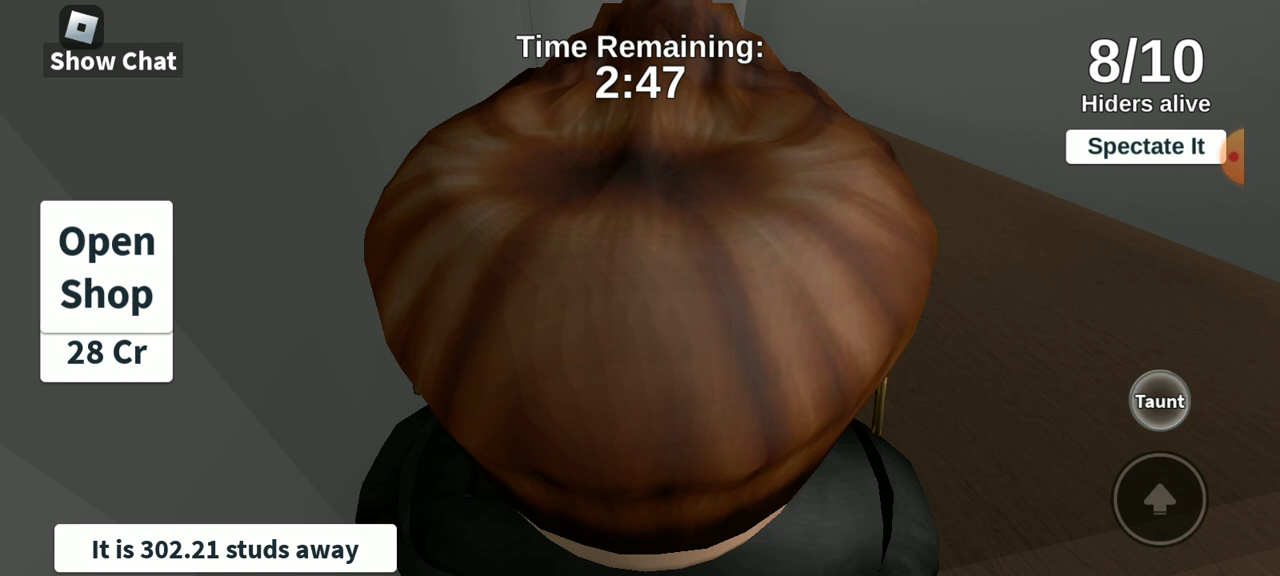 Show Chat
Time Remaining:
2:47
8/10
Hiders alive
Spectate It
Open
Shop
28 Cr
Taunt
It is 302.21 studs away